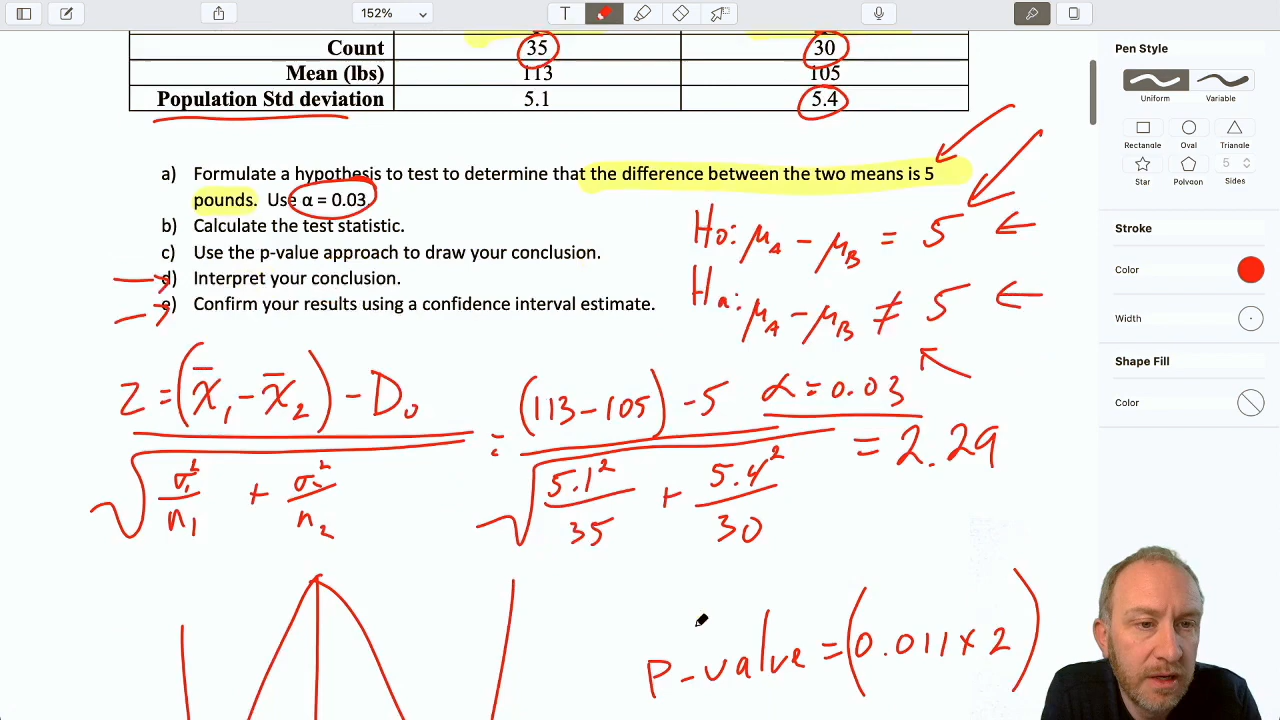 152%
T
Count 35 30
Mean (lbs) 113 105
Population Std deviation 5.1 5.4
a) Formulate a hypothesis to test to determine that the difference between the two means is 5
pounds. Use α = 0.03
b) Calculate the test statistic.
c) Use the p-value approach to draw your conclusion.
d) Interpret your conclusion.
e) Confirm your results using a confidence interval estimate.
Ho: μA - μB = 5
Ha: μA - μB ≠ 5
α = 0.03
Z = (x̄1 - x̄2) - D0 / √(σ1²/n1 + σ2²/n2) = (113 - 105) - 5 / √(5.1²/35 + 5.4²/30) = 2.29
P-value = (0.011 x 2)
Pen Style
Uniform Variable
Rectangle Oval Triangle
Star Polygon 5 Sides
Stroke
Color
Width
Shape Fill
Color